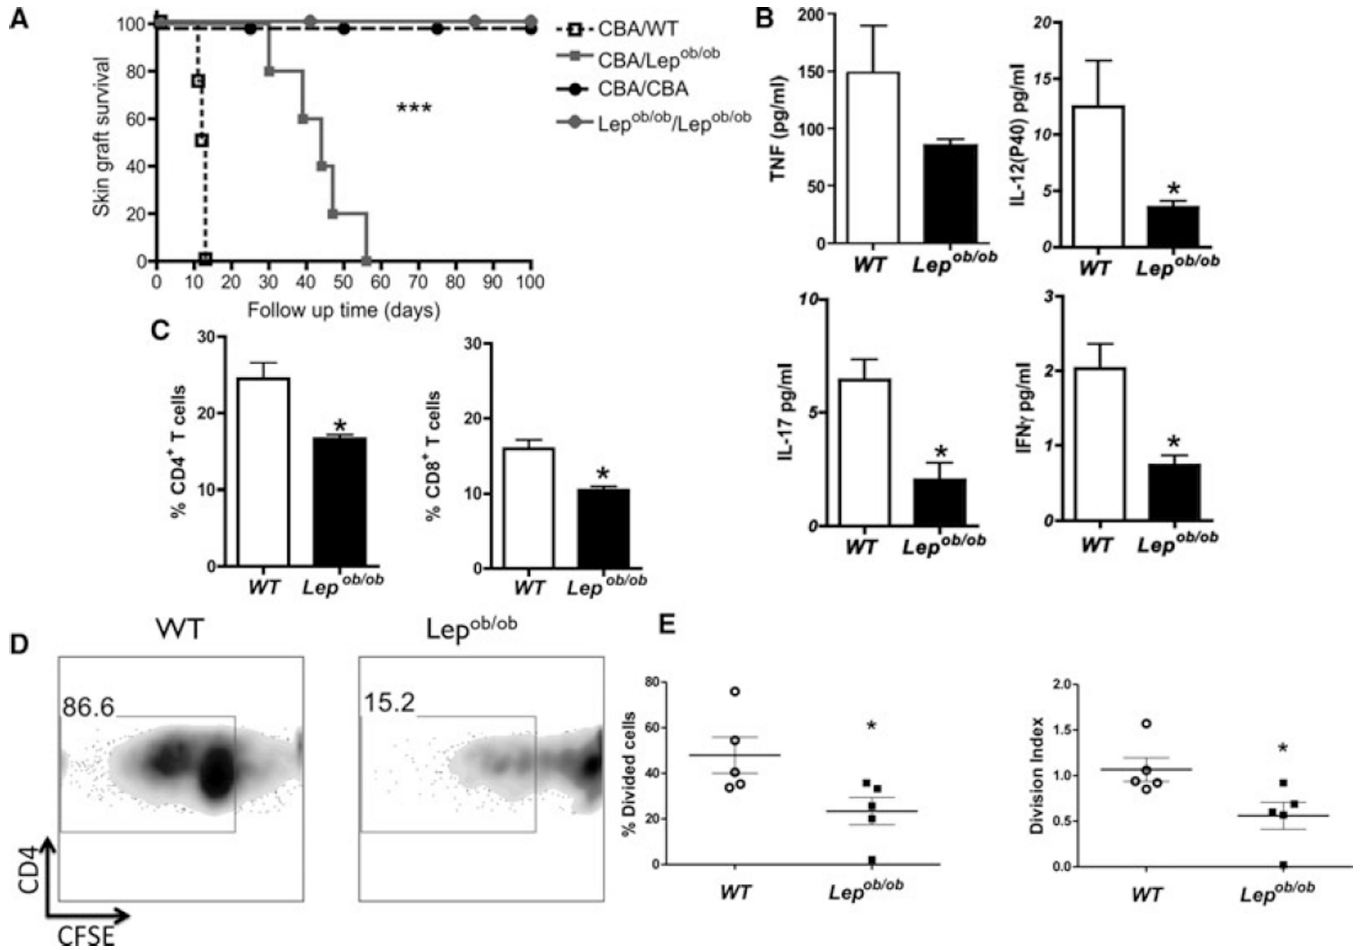 A
Skin graft survival
100
80
60
40
20
0
0 10 20 30 40 50 60 70 80 90 100
Follow up time (days)
***
CBA/WT
CBA/Lep^ob/ob
CBA/CBA
Lep^ob/ob/Lep^ob/ob
B
TNF (pg/ml)
200
150
100
50
0
WT Lep^ob/ob
IL-12(P40) pg/ml
20
15
10
5
0
*
WT Lep^ob/ob
IL-17 pg/ml
10
5
0
*
WT Lep^ob/ob
IFNγ pg/ml
3
2
1
0
*
WT Lep^ob/ob
C
% CD4⁺ T cells
30
20
10
0
*
WT Lep^ob/ob
% CD8⁺ T cells
30
20
10
0
*
WT Lep^ob/ob
D
WT Lep^ob/ob
86.6
15.2
CD4
CFSE
E
% Divided cells
80
60
40
20
0
*
WT Lep^ob/ob
Division Index
2.0
1.5
1.0
0.5
0.0
*
WT Lep^ob/ob